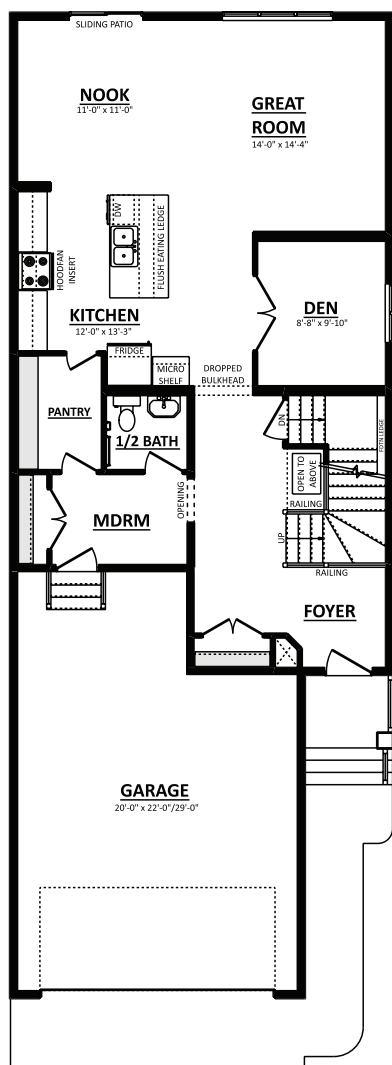 SLIDING PATIO
NOOK
11'-0" x 11'-0"
GREAT
ROOM
14'-0" x 14'-4"
DW
FLUSH EATING LEDGE
HOODFAN
INSERT
KITCHEN
12'-0" x 13'-3"
DEN
8'-8" x 9'-10"
FRIDGE
MICRO
SHELF
DROPPED
BULKHEAD
PANTRY
1/2 BATH
DN
FDTN LEDGE
OPEN TO
ABOVE
RAILING
OPENING
MDRM
UP
RAILING
FOYER
GARAGE
20'-0" x 22'-0"/29'-0"